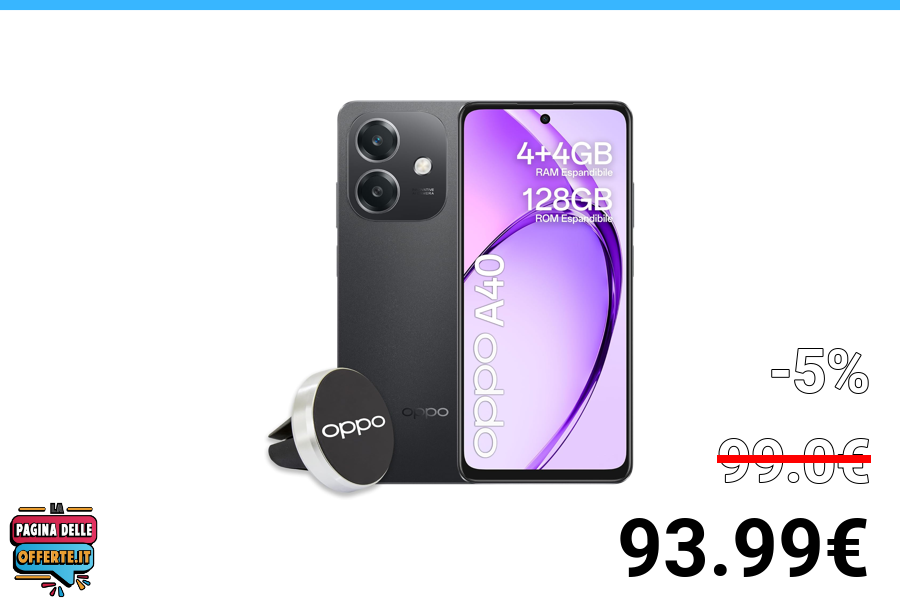 4+4GB
RAM Espandibile
128GB
ROM Espandibile
oppo A40
oppo
oppo
-5%
99.0€
93.99€
LA
PAGINA DELLE
OFFERTE.IT